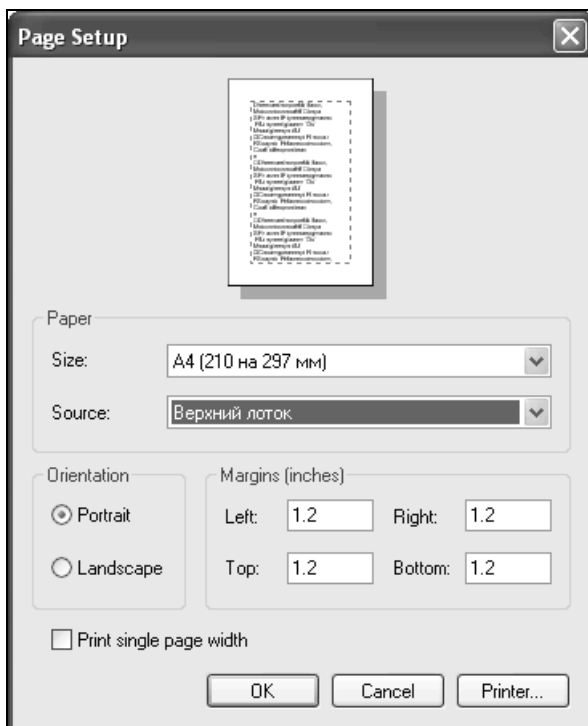 Page Setup
Paper
Size: A4 (210 на 297 мм)
Source: Верхний лоток
Orientation
Portrait
Landscape
Margins (inches)
Left: 1.2 Right: 1.2
Top: 1.2 Bottom: 1.2
Print single page width
OK Cancel Printer...